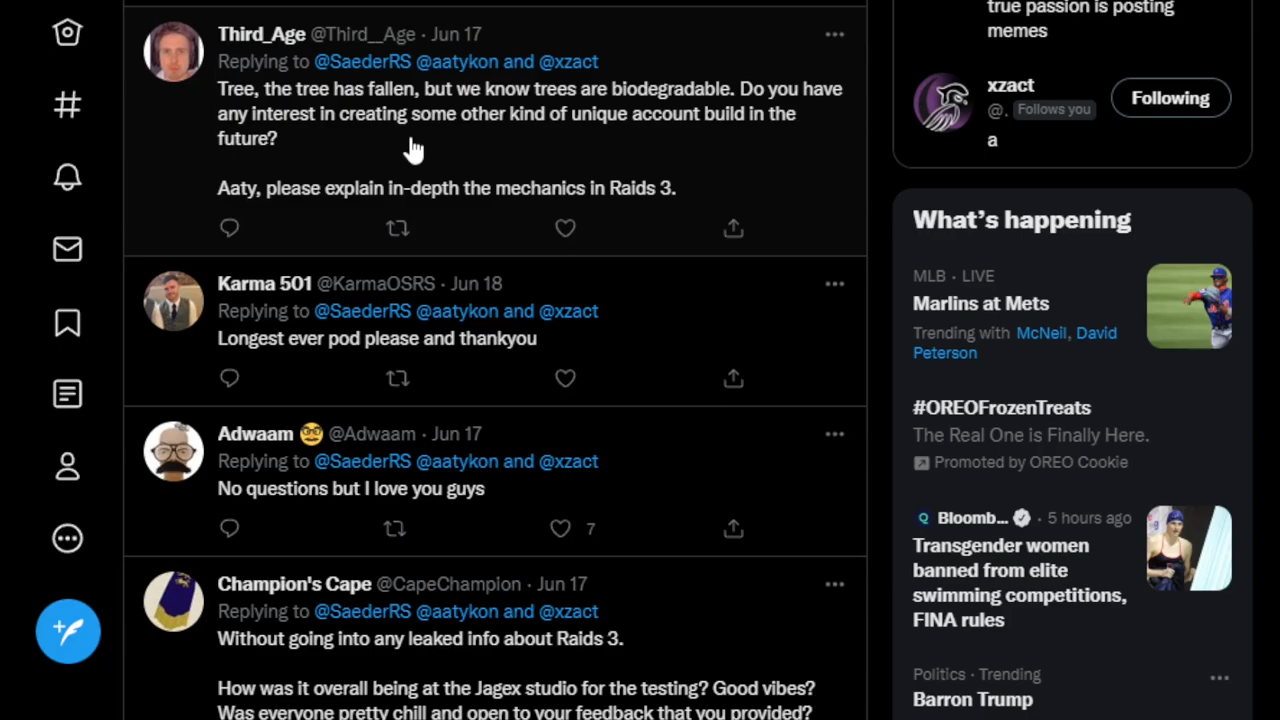 Third_Age @Third__Age · Jun 17
Replying to @SaederRS @aatykon and @xzact
Tree, the tree has fallen, but we know trees are biodegradable. Do you have
any interest in creating some other kind of unique account build in the
future?
Aaty, please explain in-depth the mechanics in Raids 3.
Karma 501 @KarmaOSRS · Jun 18
Replying to @SaederRS @aatykon and @xzact
Longest ever pod please and thankyou
Adwaam 🥸 @Adwaam · Jun 17
Replying to @SaederRS @aatykon and @xzact
No questions but I love you guys
7
Champion's Cape @CapeChampion · Jun 17
Replying to @SaederRS @aatykon and @xzact
Without going into any leaked info about Raids 3.
How was it overall being at the Jagex studio for the testing? Good vibes?
Was everyone pretty chill and open to your feedback that you provided?
true passion is posting
memes
xzact
@. Follows you
Following
a
What's happening
MLB · LIVE
Marlins at Mets
Trending with McNeil, David
Peterson
#OREOFrozenTreats
The Real One is Finally Here.
Promoted by OREO Cookie
Bloomb... · 5 hours ago
Transgender women
banned from elite
swimming competitions,
FINA rules
Politics · Trending
Barron Trump